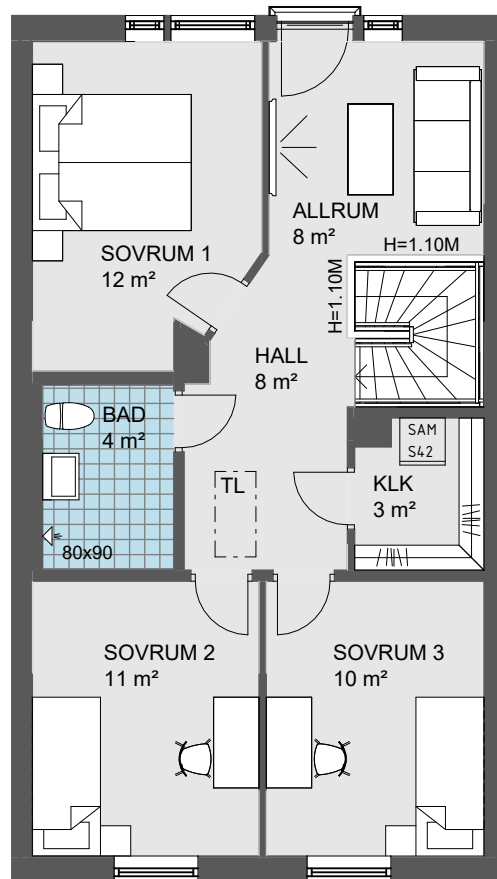 ALLRUM
8 m²
H=1.10M
SOVRUM 1
12 m²
H=1.10M
HALL
8 m²
BAD
4 m²
SAM
S42
TL
KLK
3 m²
80x90
SOVRUM 2
11 m²
SOVRUM 3
10 m²